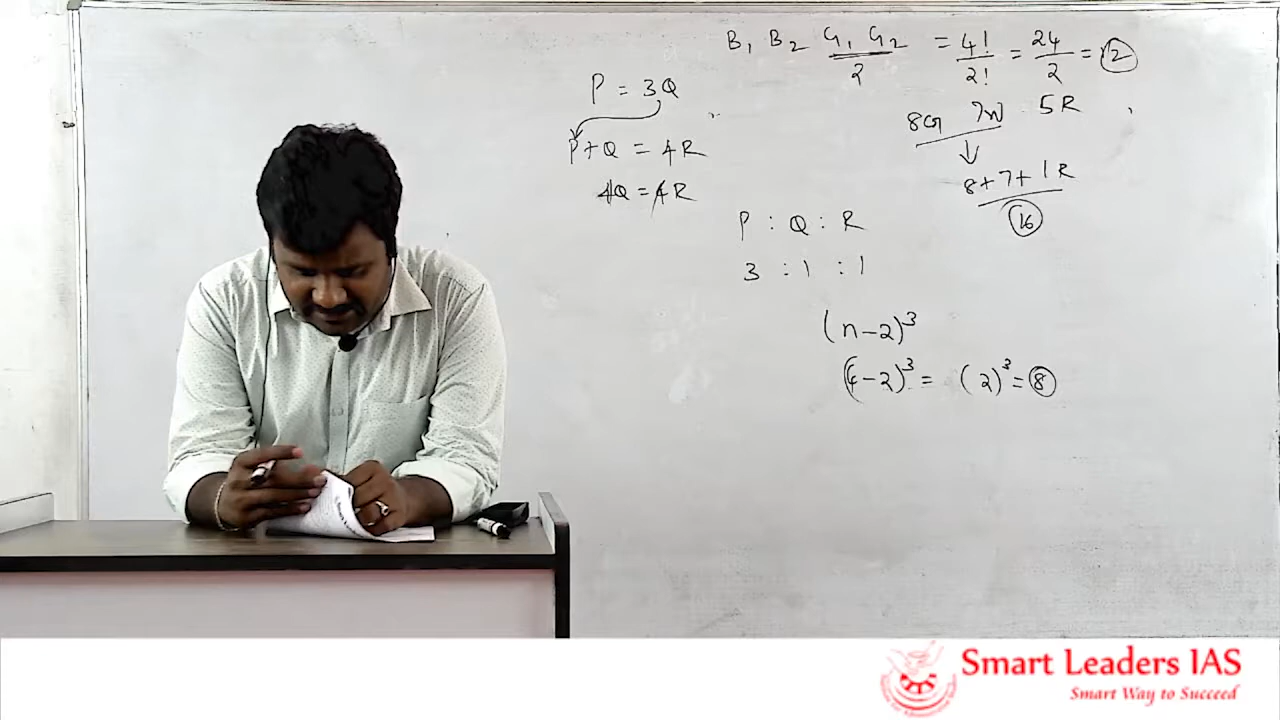 B₁ B₂ G₁ G₂ / 2 = 4! / 2! = 24 / 2 = 12
P = 3Q
P+Q = 4R
4Q = 4R
8G 7W 5R
8+7+1R
16
P : Q : R
3 : 1 : 1
(n-2)³
(4-2)³ = (2)³ = 8
Smart Leaders IAS
Smart Way to Succeed